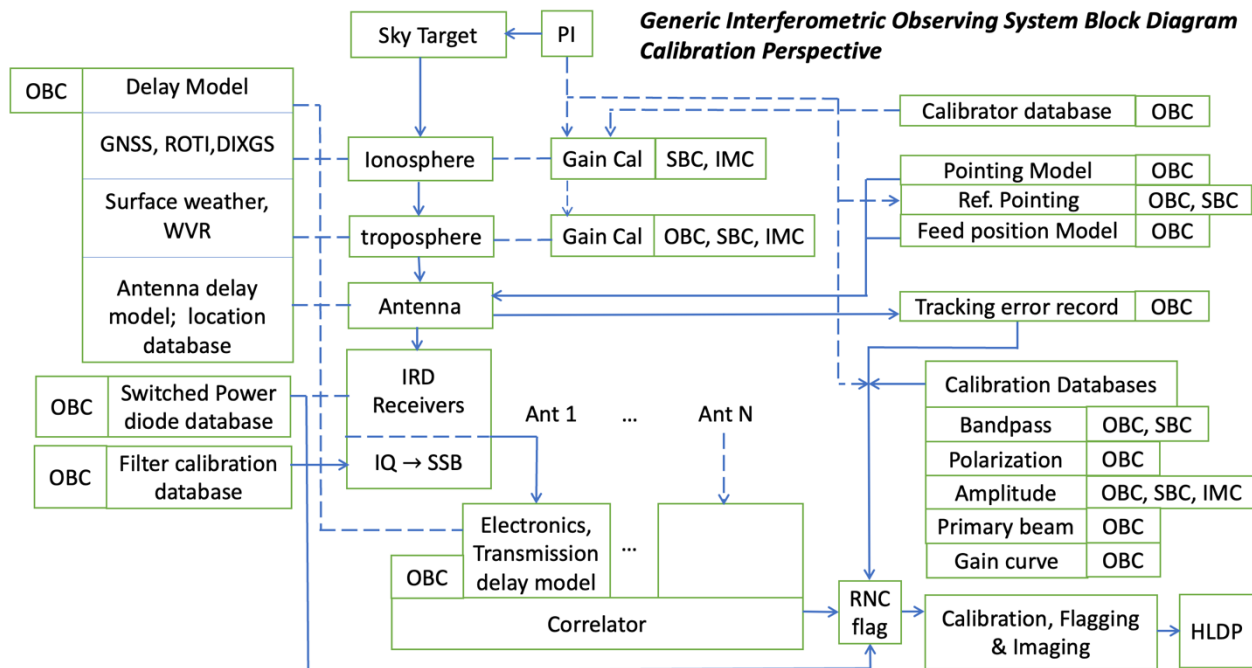 Generic Interferometric Observing System Block Diagram
Calibration Perspective
Sky Target
PI
OBC
Delay Model
GNSS, ROTI,DIXGS
Surface weather,
WVR
Antenna delay
model; location
database
Ionosphere
Gain Cal
SBC, IMC
troposphere
Gain Cal
OBC, SBC, IMC
Antenna
Calibrator database
OBC
Pointing Model
OBC
Ref. Pointing
OBC, SBC
Feed position Model
OBC
Tracking error record
OBC
OBC
Switched Power
diode database
OBC
Filter calibration
database
IRD
Receivers
IQ → SSB
Ant 1
...
Ant N
Electronics,
Transmission
delay model
...
OBC
Correlator
Calibration Databases
Bandpass
OBC, SBC
Polarization
OBC
Amplitude
OBC, SBC, IMC
Primary beam
OBC
Gain curve
OBC
RNC
flag
Calibration, Flagging
& Imaging
HLDP